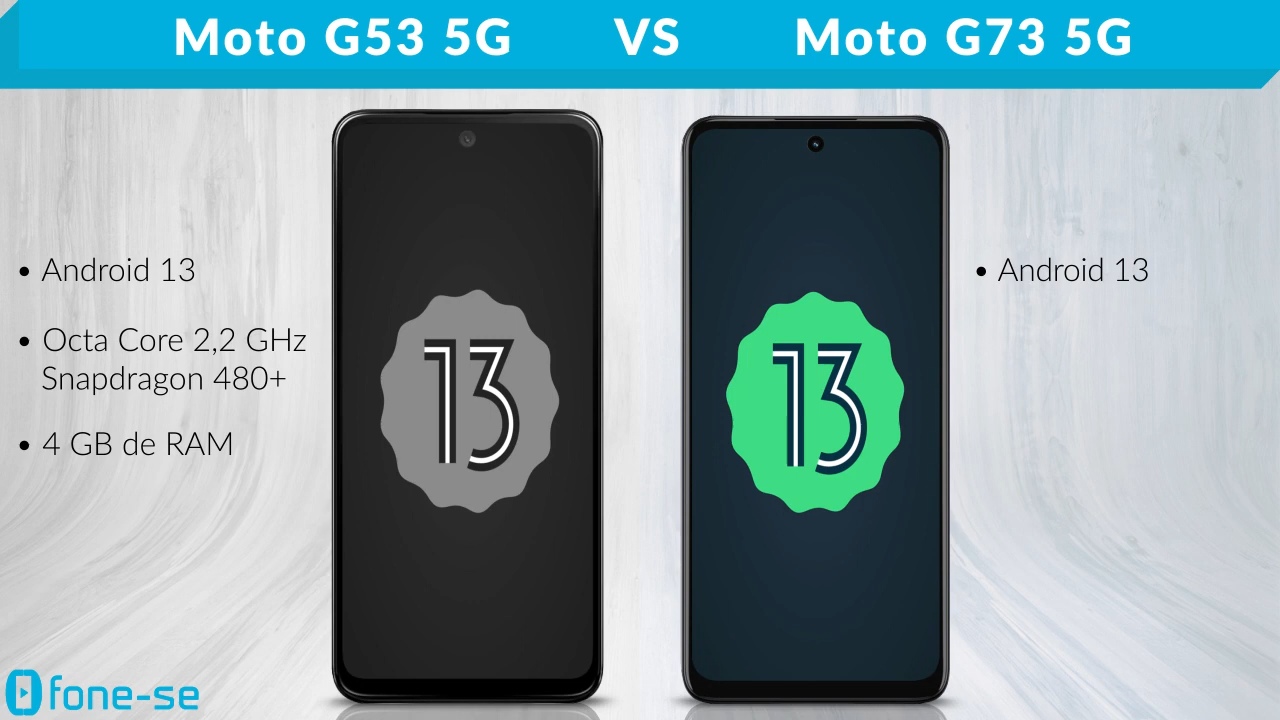 Moto G53 5G VS Moto G73 5G
• Android 13
• Octa Core 2,2 GHz
Snapdragon 480+
• 4 GB de RAM
13
13
• Android 13
fone-se